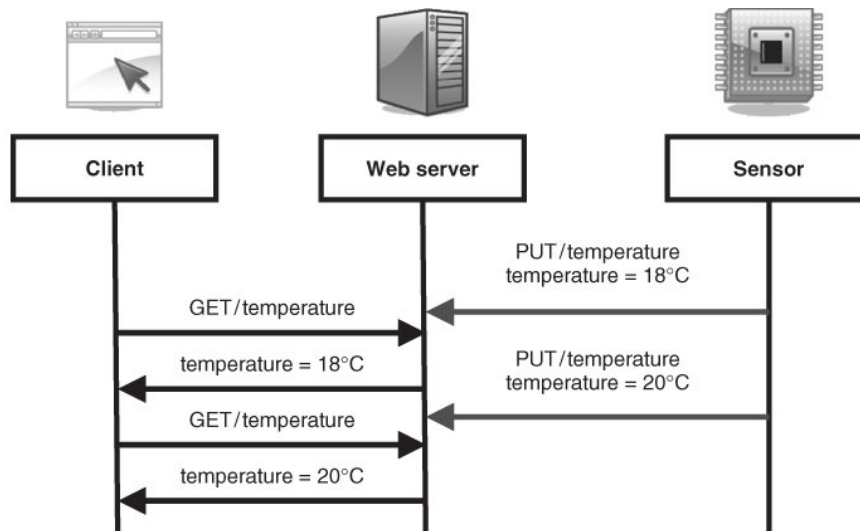 Client
Web server
Sensor
PUT/temperature
temperature = 18°C
GET/temperature
temperature = 18°C
PUT/temperature
temperature = 20°C
GET/temperature
temperature = 20°C